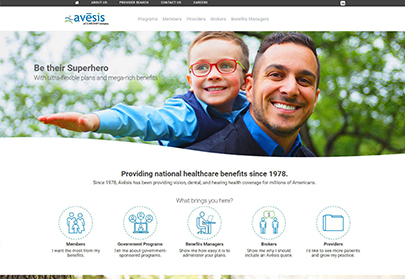 ABOUT US PROVIDER SEARCH CONTACT US CAREERS
avēsis
Programs Members Providers Brokers Benefits Managers
Be their Superhero
With ultra-flexible plans and mega-rich benefits
Providing national healthcare benefits since 1978.
Since 1978, Avēsis has been providing vision, dental, and hearing health coverage for millions of Americans.
What brings you here?
Members
I want the most from my
benefits.
Government Programs
Tell me about government-
sponsored programs.
Benefits Managers
Show me how easy it is to
administer your plans.
Brokers
Show me why I should
include an Avēsis quote.
Providers
I'd like to see more patients
and grow my practice.